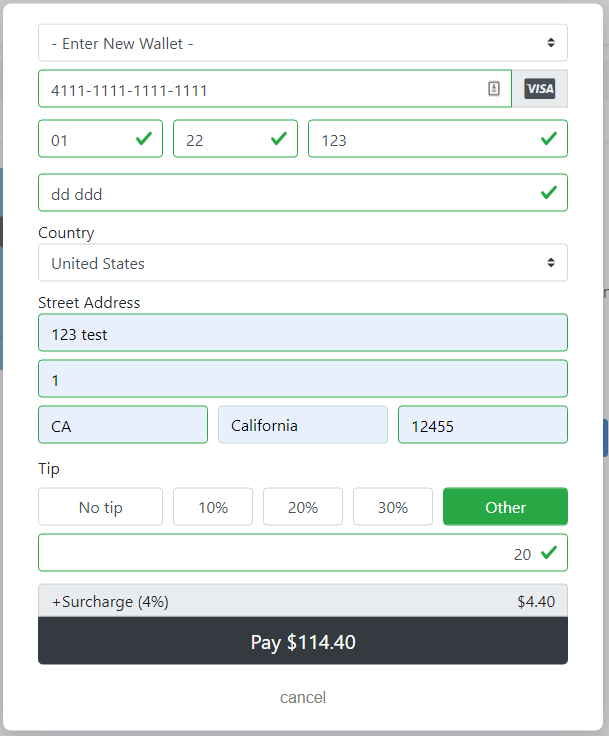 - Enter New Wallet -
4111-1111-1111-1111 VISA
01 22 123
dd ddd
Country
United States
Street Address
123 test
1
CA California 12455
Tip
No tip 10% 20% 30% Other
20
+Surcharge (4%) $4.40
Pay $114.40
cancel